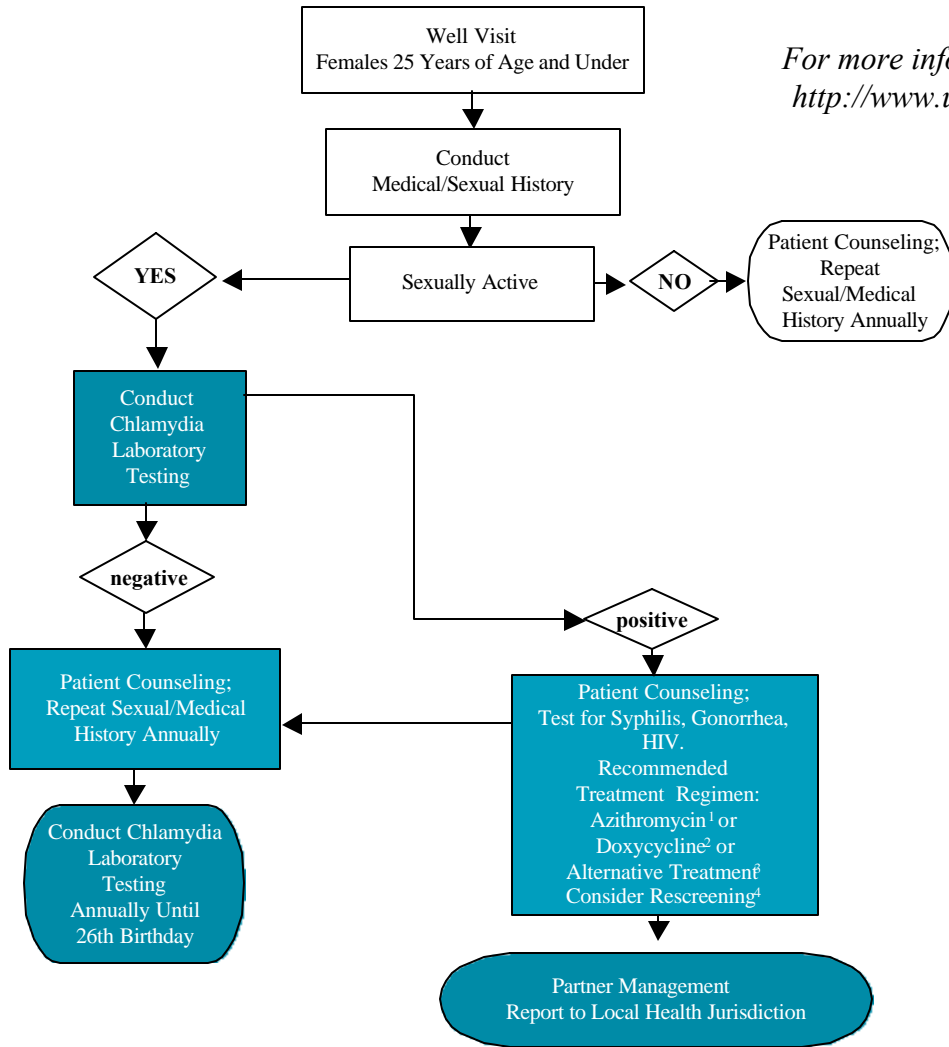 Well Visit
Females 25 Years of Age and Under
For more info
http://www.u
Conduct
Medical/Sexual History
YES
Sexually Active
NO
Patient Counseling;
Repeat
Sexual/Medical
History Annually
Conduct
Chlamydia
Laboratory
Testing
negative
positive
Patient Counseling;
Repeat Sexual/Medical
History Annually
Patient Counseling;
Test for Syphilis, Gonorrhea,
HIV.
Recommended
Treatment Regimen:
Azithromycin¹ or
Doxycycline² or
Alternative Treatment³
Consider Rescreening⁴
Conduct Chlamydia
Laboratory
Testing
Annually Until
26th Birthday
Partner Management
Report to Local Health Jurisdiction